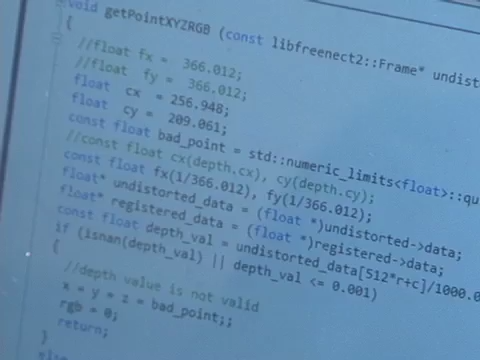 void getPointXYZRGB (const libfreenect2::Frame* undist
{
//float fx = 366.012;
//float fy = 366.012;
float cx = 256.948;
float cy = 209.061;
const float bad_point = std::numeric_limits<float>::qu
//const float cx(depth.cx), cy(depth.cy);
const float fx(1/366.012), fy(1/366.012);
float* undistorted_data = (float *)undistorted->data;
float* registered_data = (float *)registered->data;
const float depth_val = undistorted_data[512*r+c]/1000.0
if (isnan(depth_val) || depth_val <= 0.001)
{
//depth value is not valid
x = y = z = bad_point;;
rgb = 0;
return;
}
else